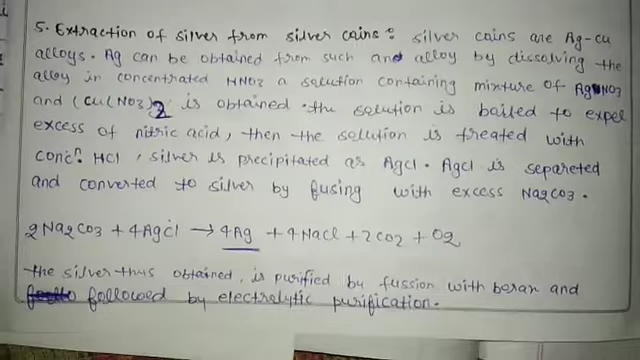 5. Extraction of silver from silver coins : silver coins are Ag-cu
alloys. Ag can be obtained from such and alloy by dissolving the
alloy in concentrated HNO3 a solution containing mixture of AgNO3
and (Cu(NO3)2 is obtained. the solution is boiled to expel
excess of nitric acid, then the solution is treated with
concn. HCl, silver is precipitated as AgCl. AgCl is separeted
and converted to silver by fusing with excess Na2CO3.
2Na2CO3 + 4AgCl → 4Ag + 4NaCl + 2CO2 + O2
the silver thus obtained, is purified by fussion with borax and
followed by electrolytic purification.